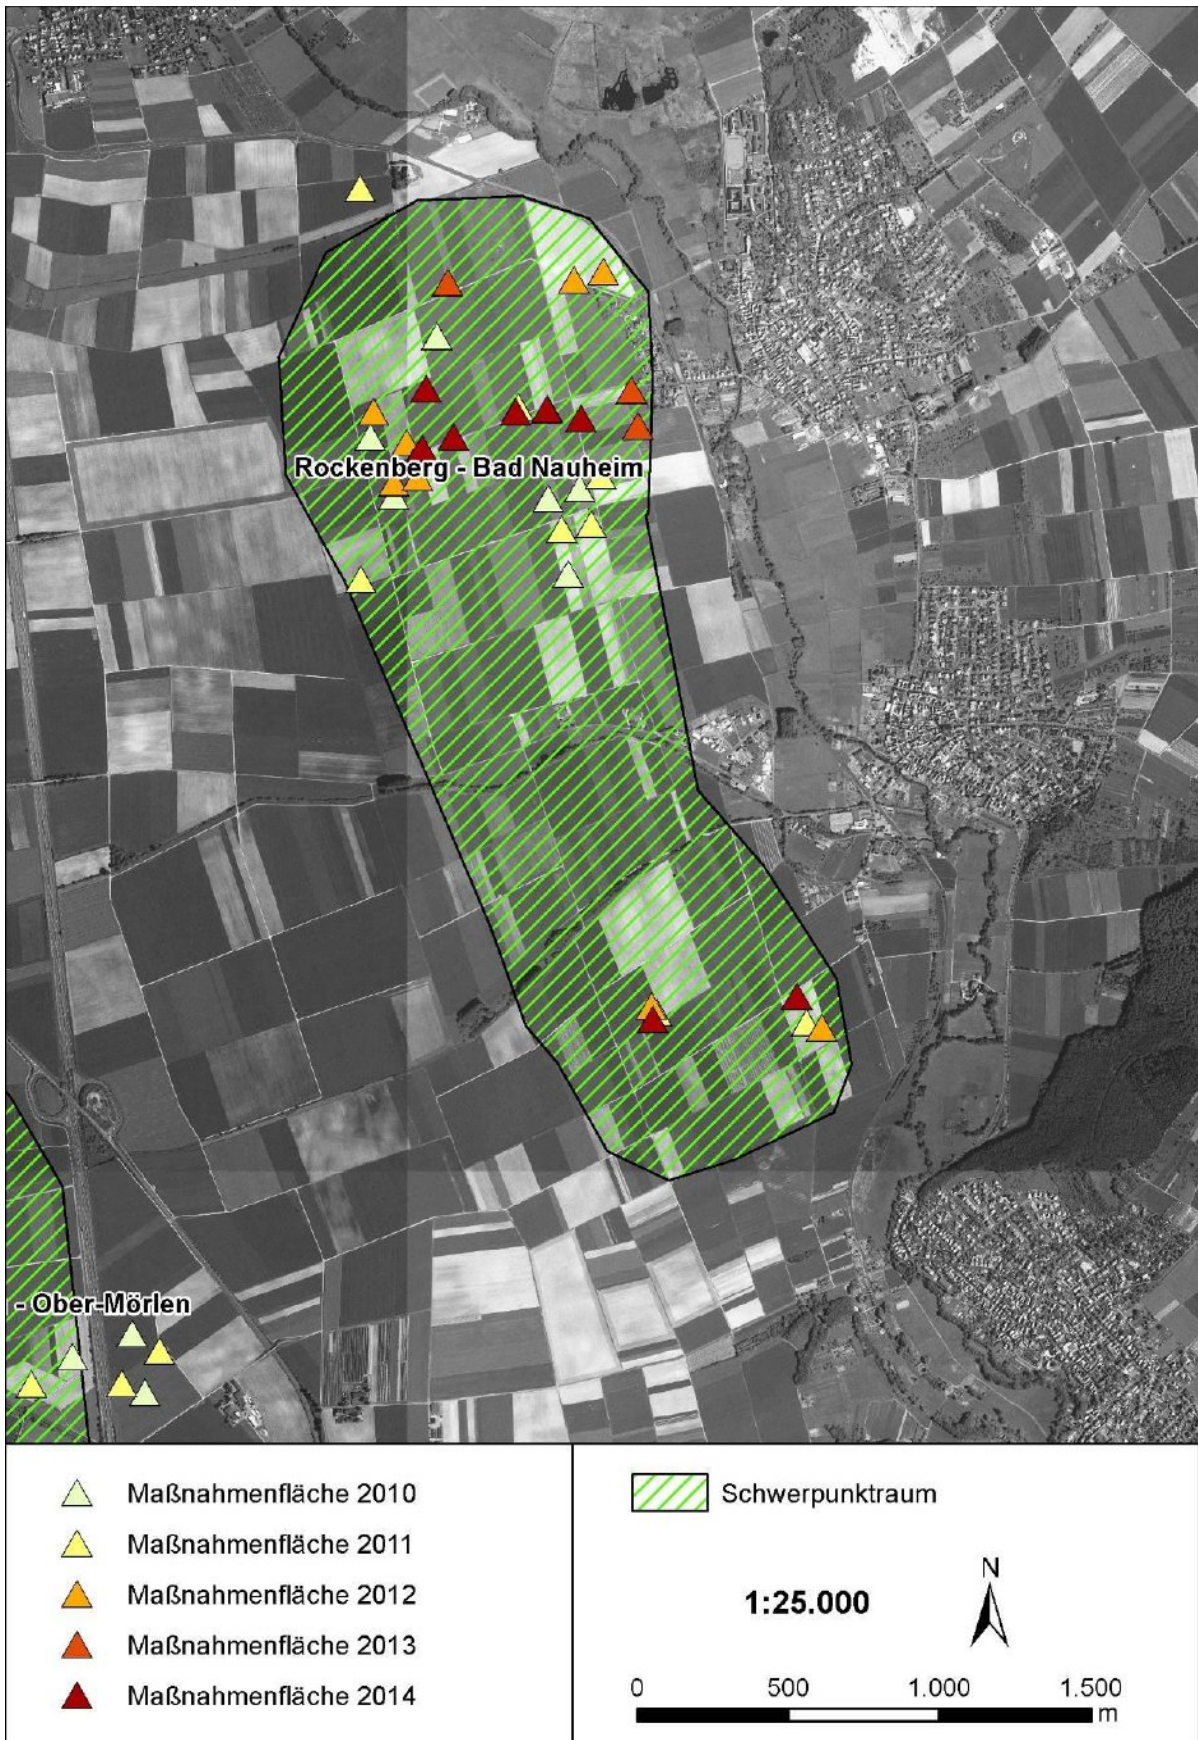 Rockenberg - Bad Nauheim
- Ober-Mörlen
Maßnahmenfläche 2010
Maßnahmenfläche 2011
Maßnahmenfläche 2012
Maßnahmenfläche 2013
Maßnahmenfläche 2014
Schwerpunktraum
1:25.000
N
0 500 1.000 1.500
m